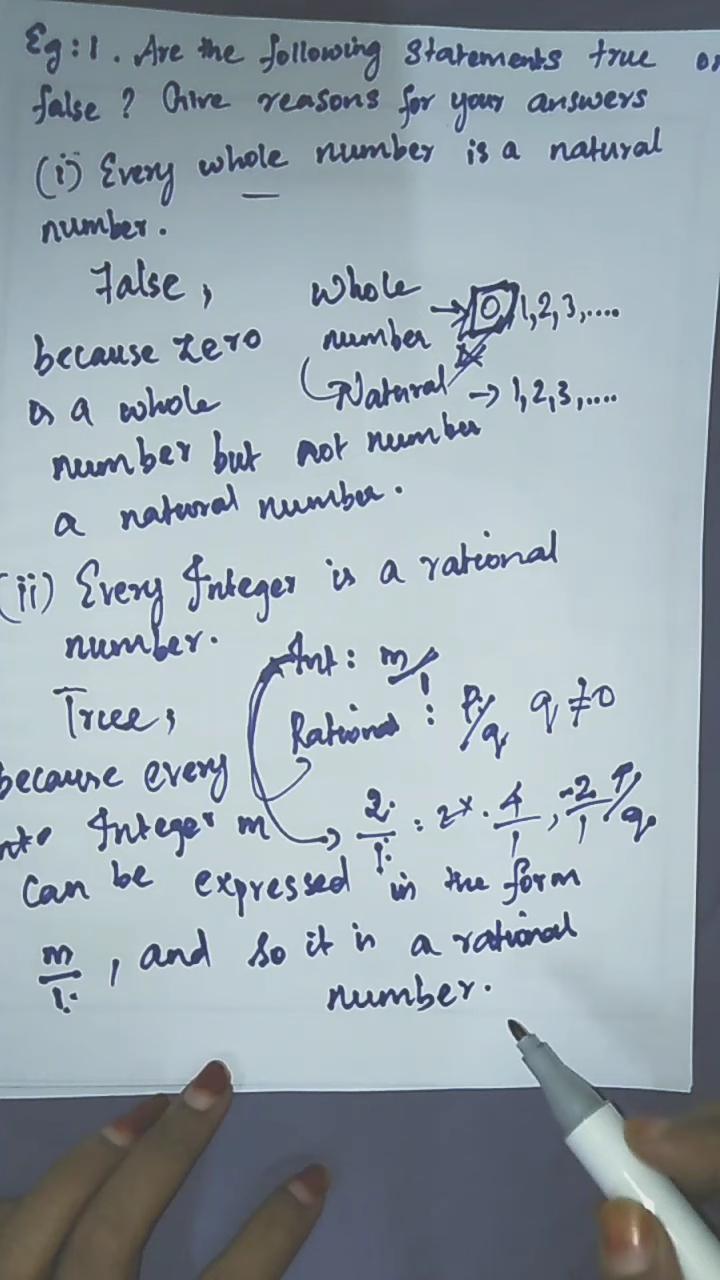 Eg:1. Are the following statements true or
false? Give reasons for your answers
(i) Every whole number is a natural
number.
False,
because zero
is a whole
number but not
a natural number.
Whole
number → 0 1,2,3,....
Natural → 1,2,3,....
number
(ii) Every Integer is a rational
number.
True,
because every
Integer m
can be expressed in the form
m/1, and so it is a rational
number.
Int: m/1
Rational: p/q q≠0
2/1 : 2 . 4/1, -2/1 p/q